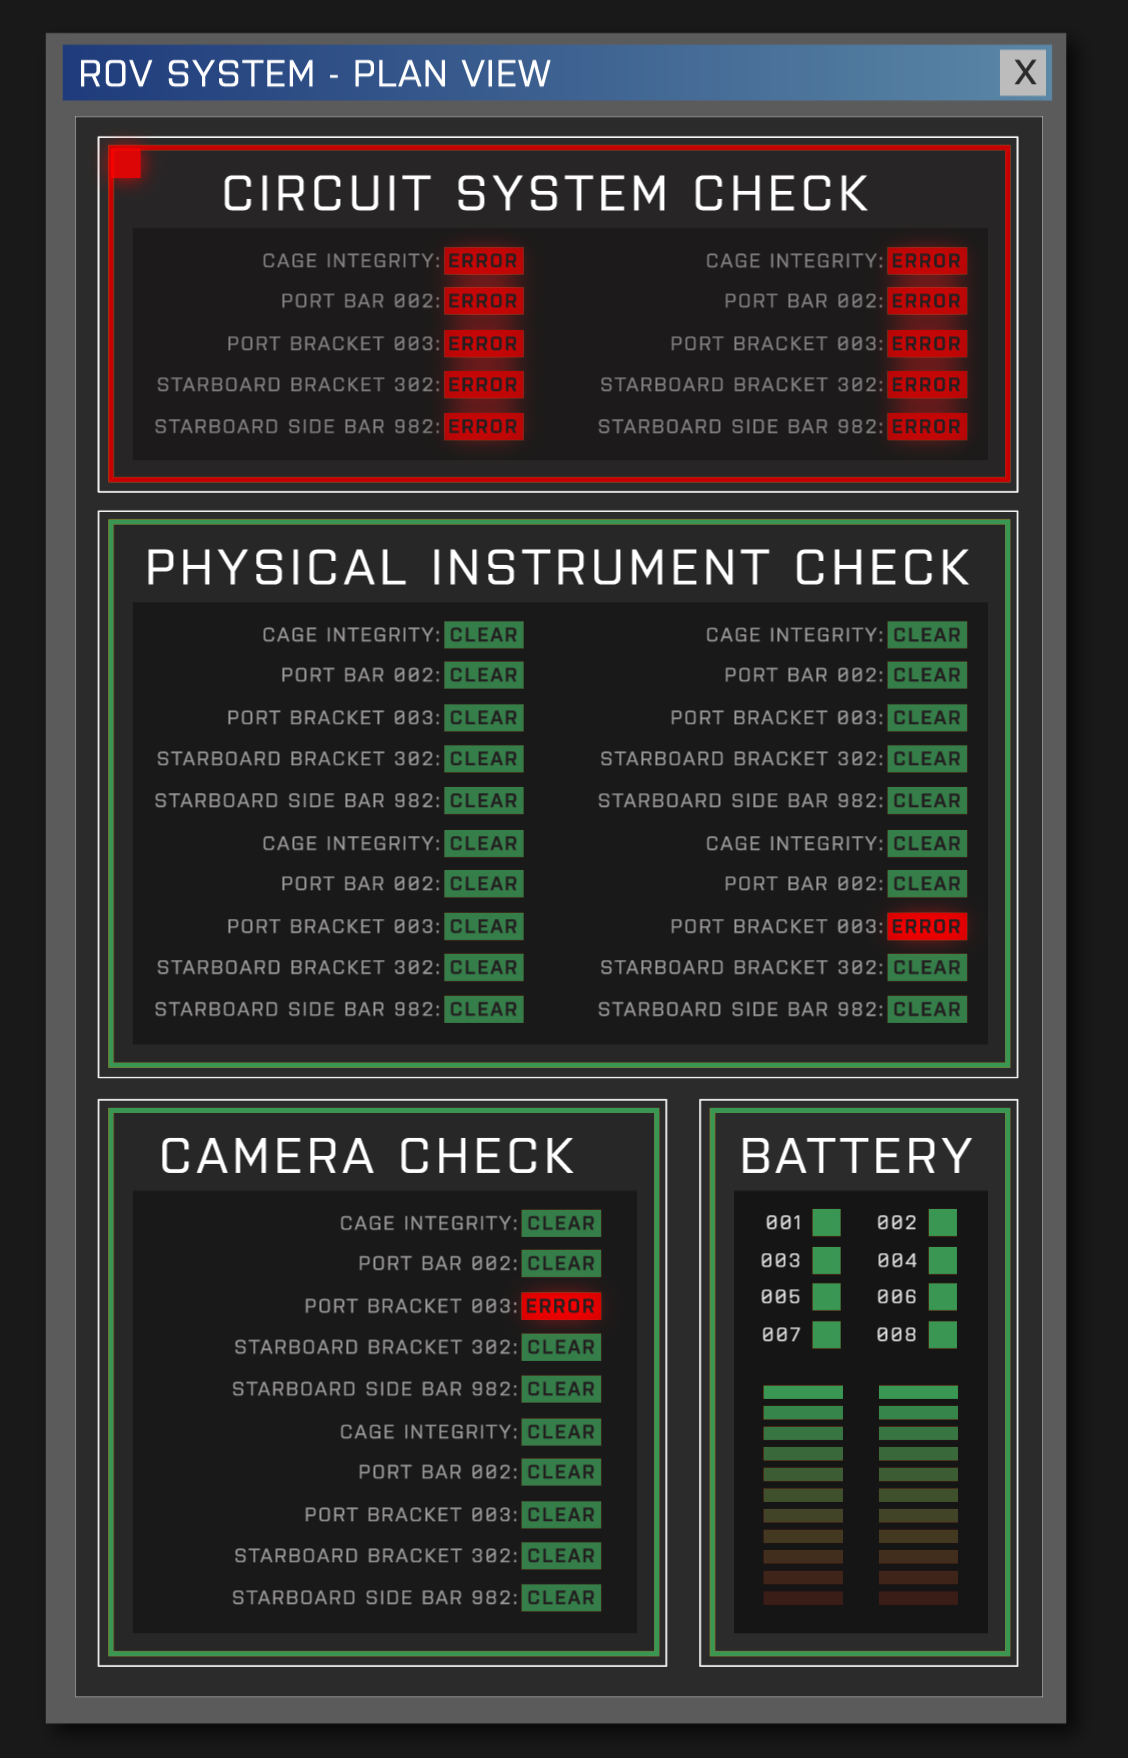 ROV SYSTEM - PLAN VIEW X
CIRCUIT SYSTEM CHECK
CAGE INTEGRITY: ERROR CAGE INTEGRITY: ERROR
PORT BAR 002: ERROR PORT BAR 002: ERROR
PORT BRACKET 003: ERROR PORT BRACKET 003: ERROR
STARBOARD BRACKET 302: ERROR STARBOARD BRACKET 302: ERROR
STARBOARD SIDE BAR 982: ERROR STARBOARD SIDE BAR 982: ERROR
PHYSICAL INSTRUMENT CHECK
CAGE INTEGRITY: CLEAR CAGE INTEGRITY: CLEAR
PORT BAR 002: CLEAR PORT BAR 002: CLEAR
PORT BRACKET 003: CLEAR PORT BRACKET 003: CLEAR
STARBOARD BRACKET 302: CLEAR STARBOARD BRACKET 302: CLEAR
STARBOARD SIDE BAR 982: CLEAR STARBOARD SIDE BAR 982: CLEAR
CAGE INTEGRITY: CLEAR CAGE INTEGRITY: CLEAR
PORT BAR 002: CLEAR PORT BAR 002: CLEAR
PORT BRACKET 003: CLEAR PORT BRACKET 003: ERROR
STARBOARD BRACKET 302: CLEAR STARBOARD BRACKET 302: CLEAR
STARBOARD SIDE BAR 982: CLEAR STARBOARD SIDE BAR 982: CLEAR
CAMERA CHECK
CAGE INTEGRITY: CLEAR
PORT BAR 002: CLEAR
PORT BRACKET 003: ERROR
STARBOARD BRACKET 302: CLEAR
STARBOARD SIDE BAR 982: CLEAR
CAGE INTEGRITY: CLEAR
PORT BAR 002: CLEAR
PORT BRACKET 003: CLEAR
STARBOARD BRACKET 302: CLEAR
STARBOARD SIDE BAR 982: CLEAR
BATTERY
001 002
003 004
005 006
007 008